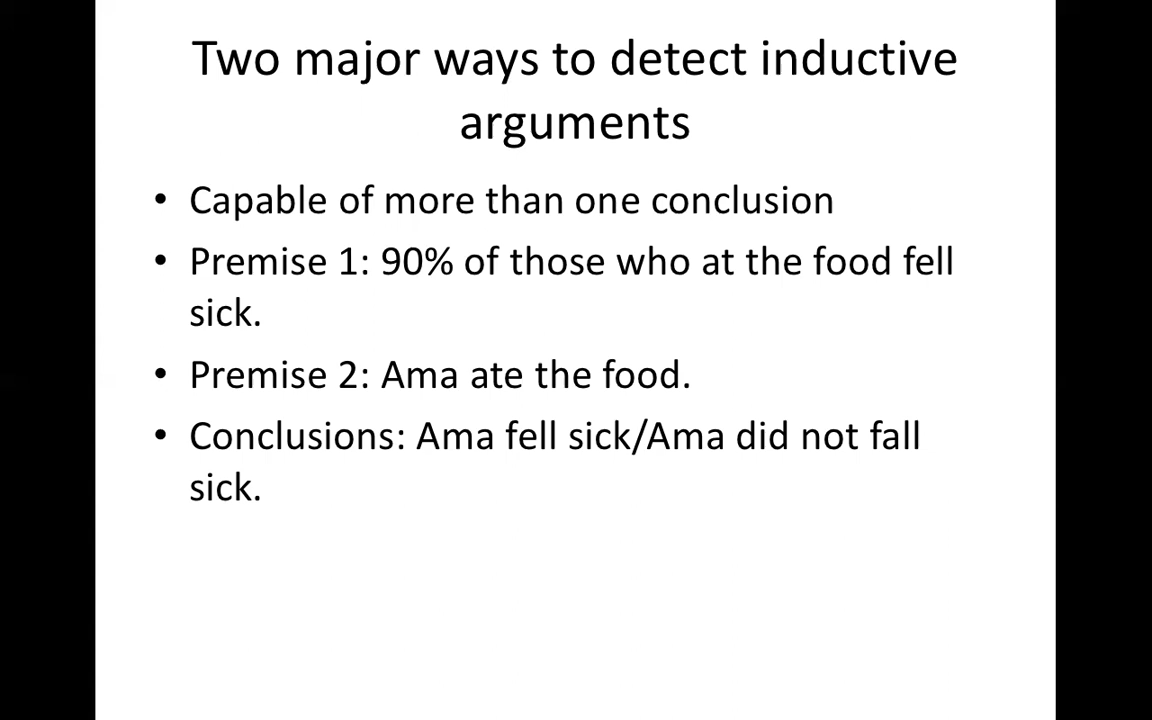 Two major ways to detect inductive
arguments
• Capable of more than one conclusion
• Premise 1: 90% of those who at the food fell
sick.
• Premise 2: Ama ate the food.
• Conclusions: Ama fell sick/Ama did not fall
sick.